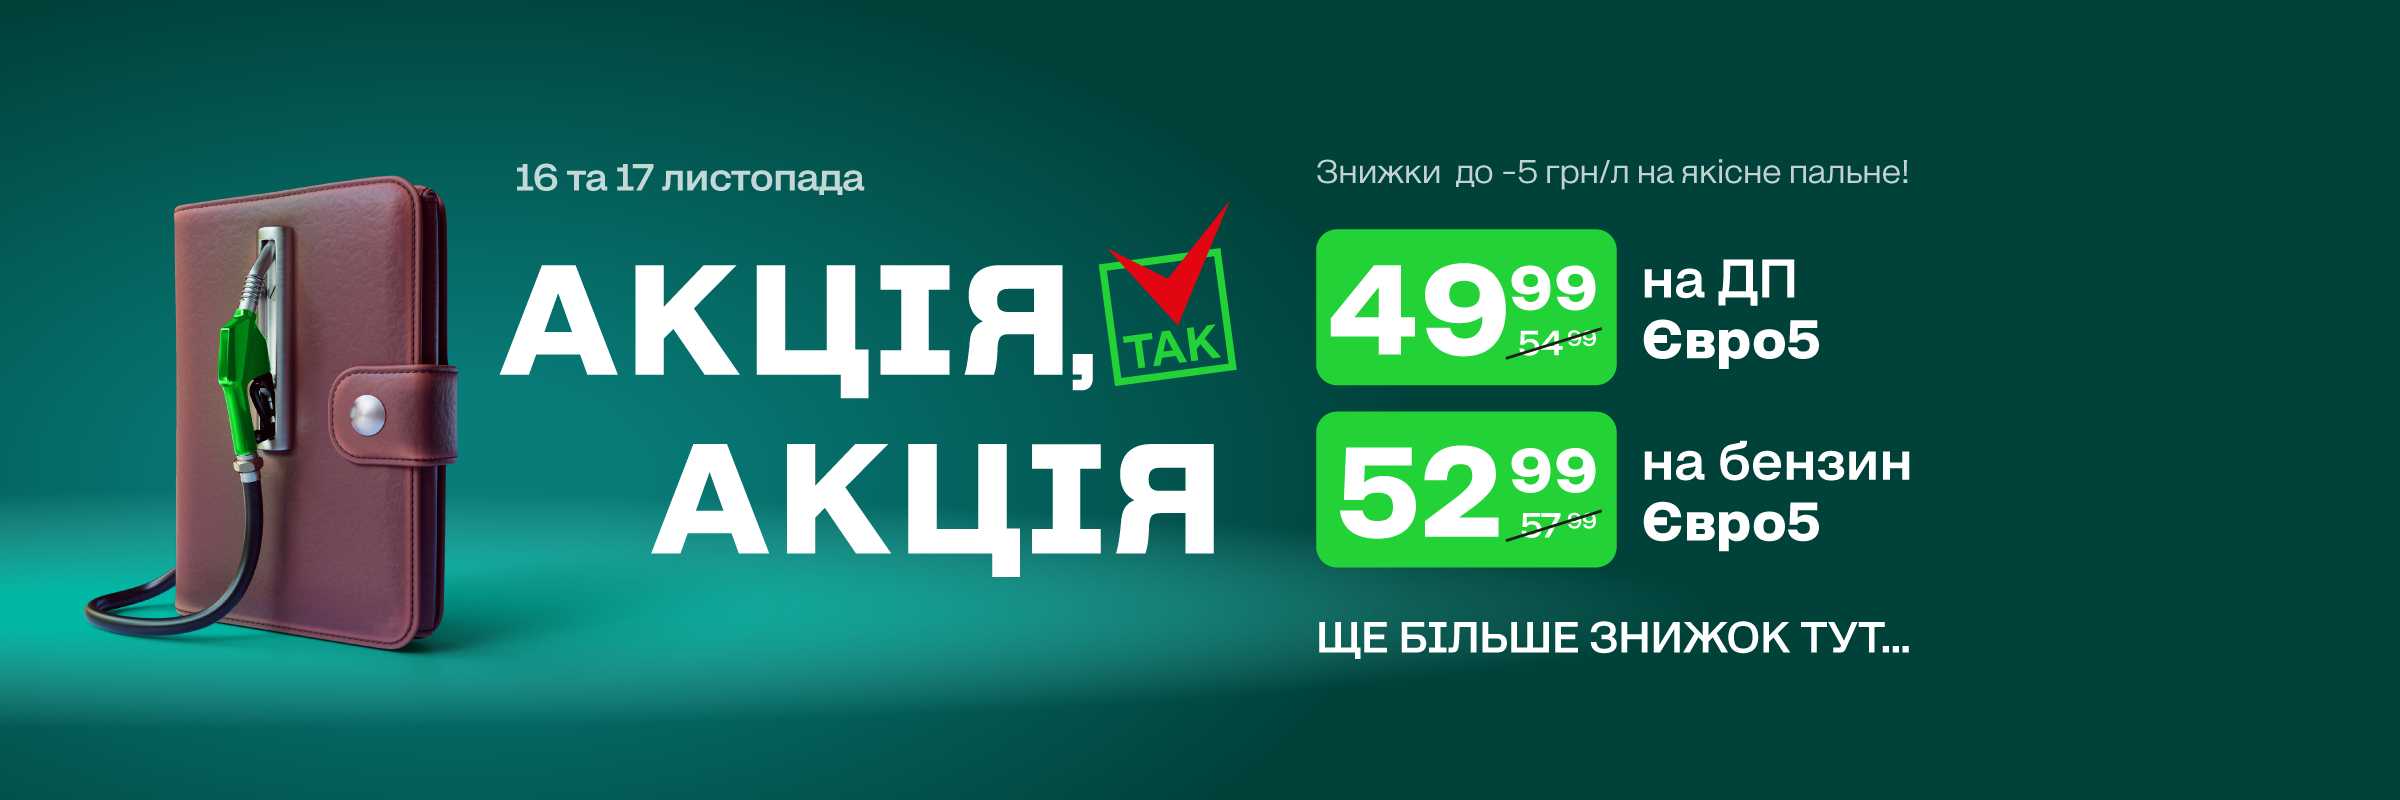 16 та 17 листопада
АКЦІЯ,
ТАК
АКЦІЯ
Знижки до -5 грн/л на якісне пальне!
49 99
54 99
на ДП
Євро5
52 99
57 99
на бензин
Євро5
ЩЕ БІЛЬШЕ ЗНИЖОК ТУТ...